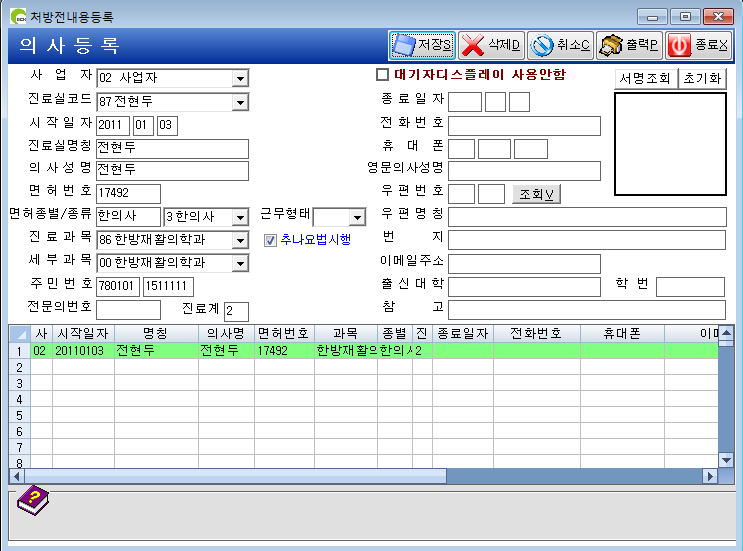 처방전내용등록
의사등록 저장S 삭제D 취소C 출력P 종료X
사 업 자 02 사업자 대기자디스플레이 사용안함 서명조회 초기화
진료실코드 87 전현두 종료일자
시작일자 2011 01 03 전화번호
진료실명칭 전현두 휴 대 폰
의사성명 전현두 영문의사성명
면허번호 17492 우편번호 조회V
면허종별/종류 한의사 3 한의사 근무형태 우편명칭
진료과목 86 한방재활의학과 추나요법시행 번 지
세부과목 00 한방재활의학과 이메일주소
주민번호 780101 1511111 출신대학 학 번
전문의번호 진료계 2 참 고
사 시작일자 명칭 의사명 면허번호 과목 종별 진 종료일자 전화번호 휴대폰 이메
1 02 20110103 전현두 전현두 17492 한방재활의 한의사 2
2
3
4
5
6
7
8